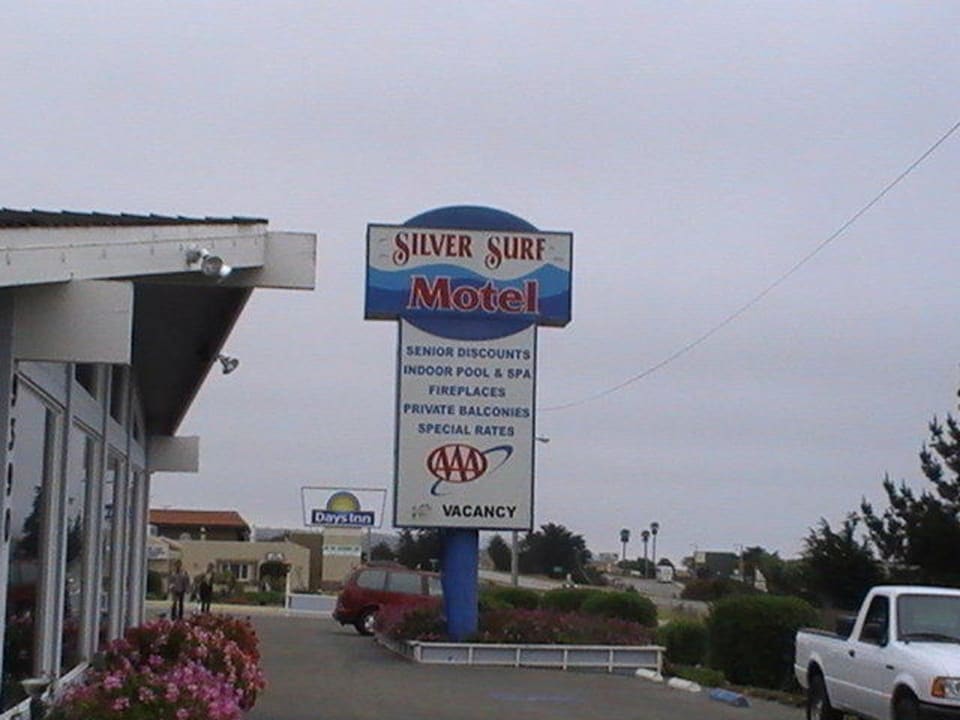 SILVER SURF
Motel
SENIOR DISCOUNTS
INDOOR POOL & SPA
FIREPLACES
PRIVATE BALCONIES
SPECIAL RATES
AAA
VACANCY
Days Inn